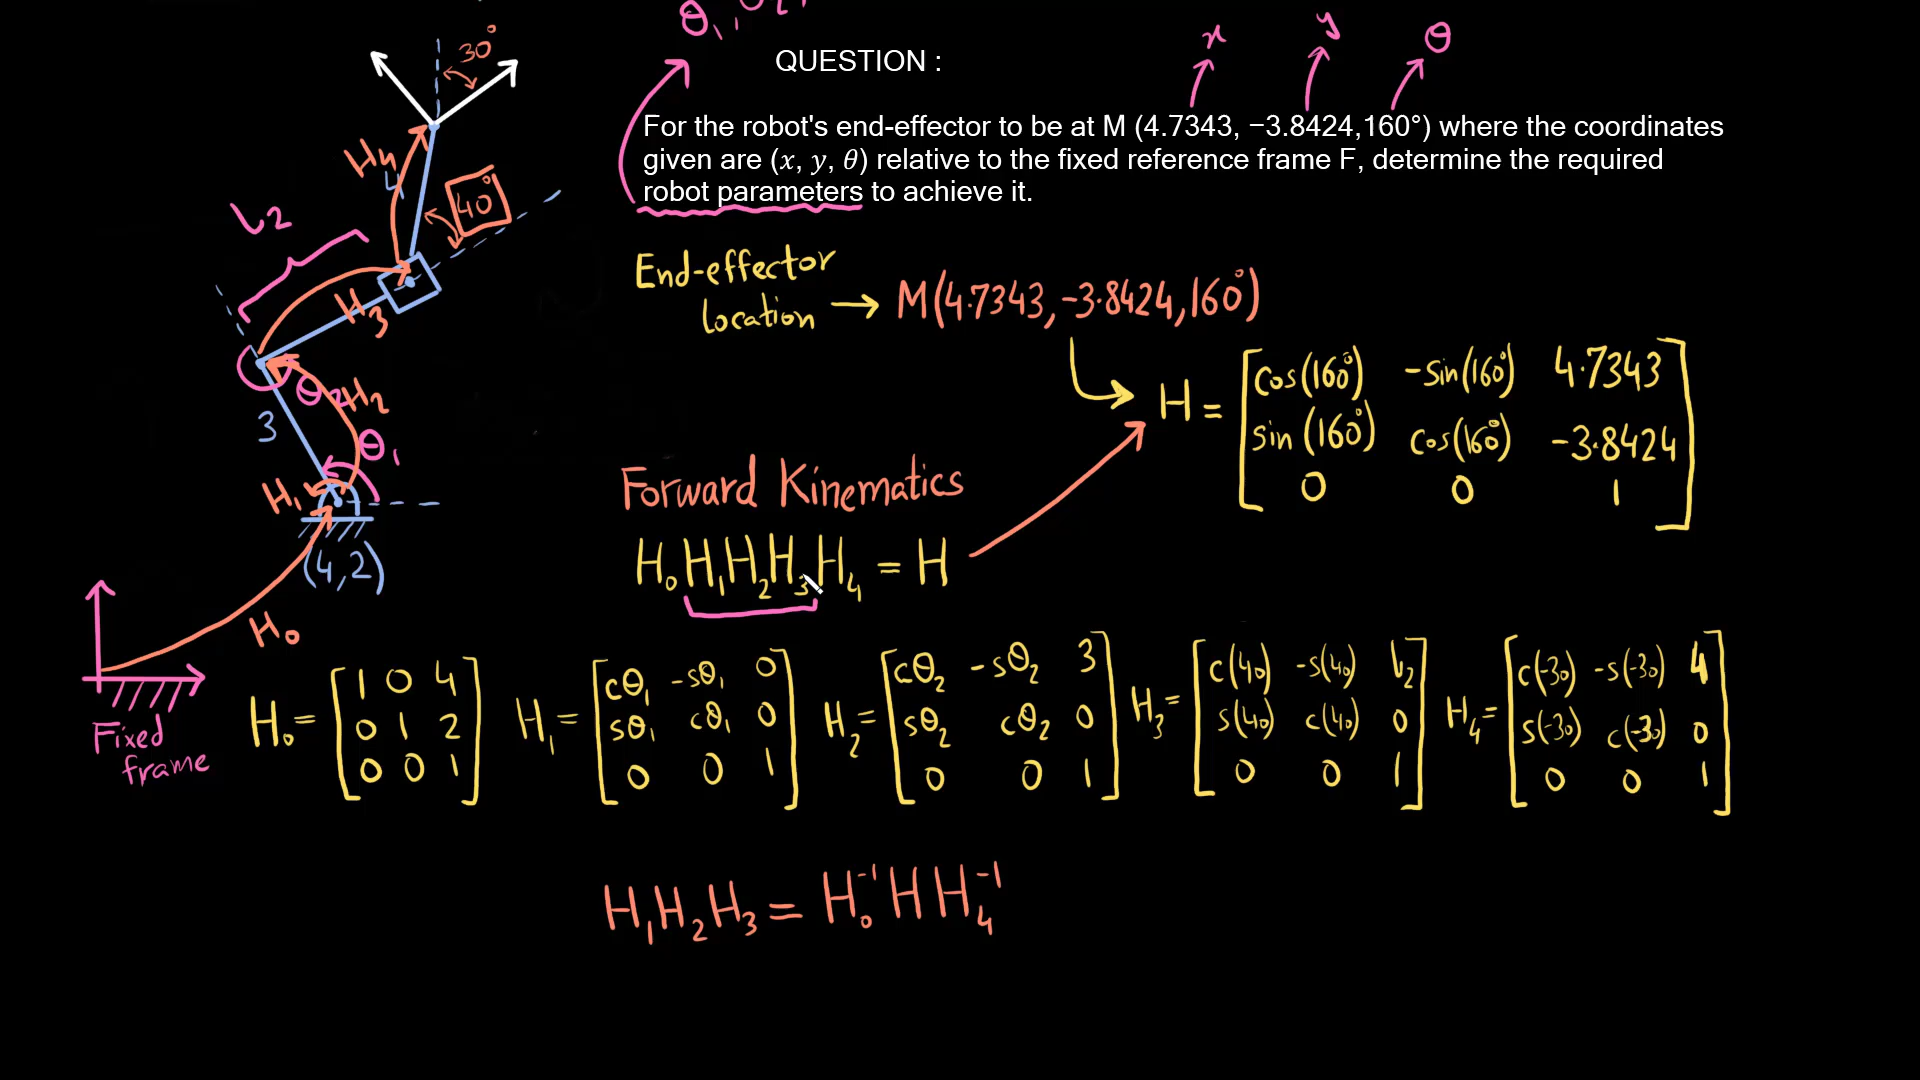 θ₁,
x
y
θ
QUESTION :
For the robot's end-effector to be at M (4.7343, −3.8424,160°) where the coordinates
given are (x, y, θ) relative to the fixed reference frame F, determine the required
robot parameters to achieve it.
30°
H₄
4
40°
L₂
H₃
θ₂
H₂
3
θ₁
H₁
(4,2)
H₀
Fixed
frame
End-effector
location → M(4.7343, -3.8424, 160°)
H = [cos(160°) -sin(160°) 4.7343
sin(160°) cos(160°) -3.8424
0 0 1]
Forward Kinematics
H₀H₁H₂H₃H₄ = H
H₀ = [1 0 4
0 1 2
0 0 1]
H₁ = [cθ₁ -sθ₁ 0
sθ₁ cθ₁ 0
0 0 1]
H₂ = [cθ₂ -sθ₂ 3
sθ₂ cθ₂ 0
0 0 1]
H₃ = [c(40) -s(40) L₂
s(40) c(40) 0
0 0 1]
H₄ = [c(-30) -s(-30) 4
s(-30) c(-30) 0
0 0 1]
H₁H₂H₃ = H₀⁻¹ H H₄⁻¹